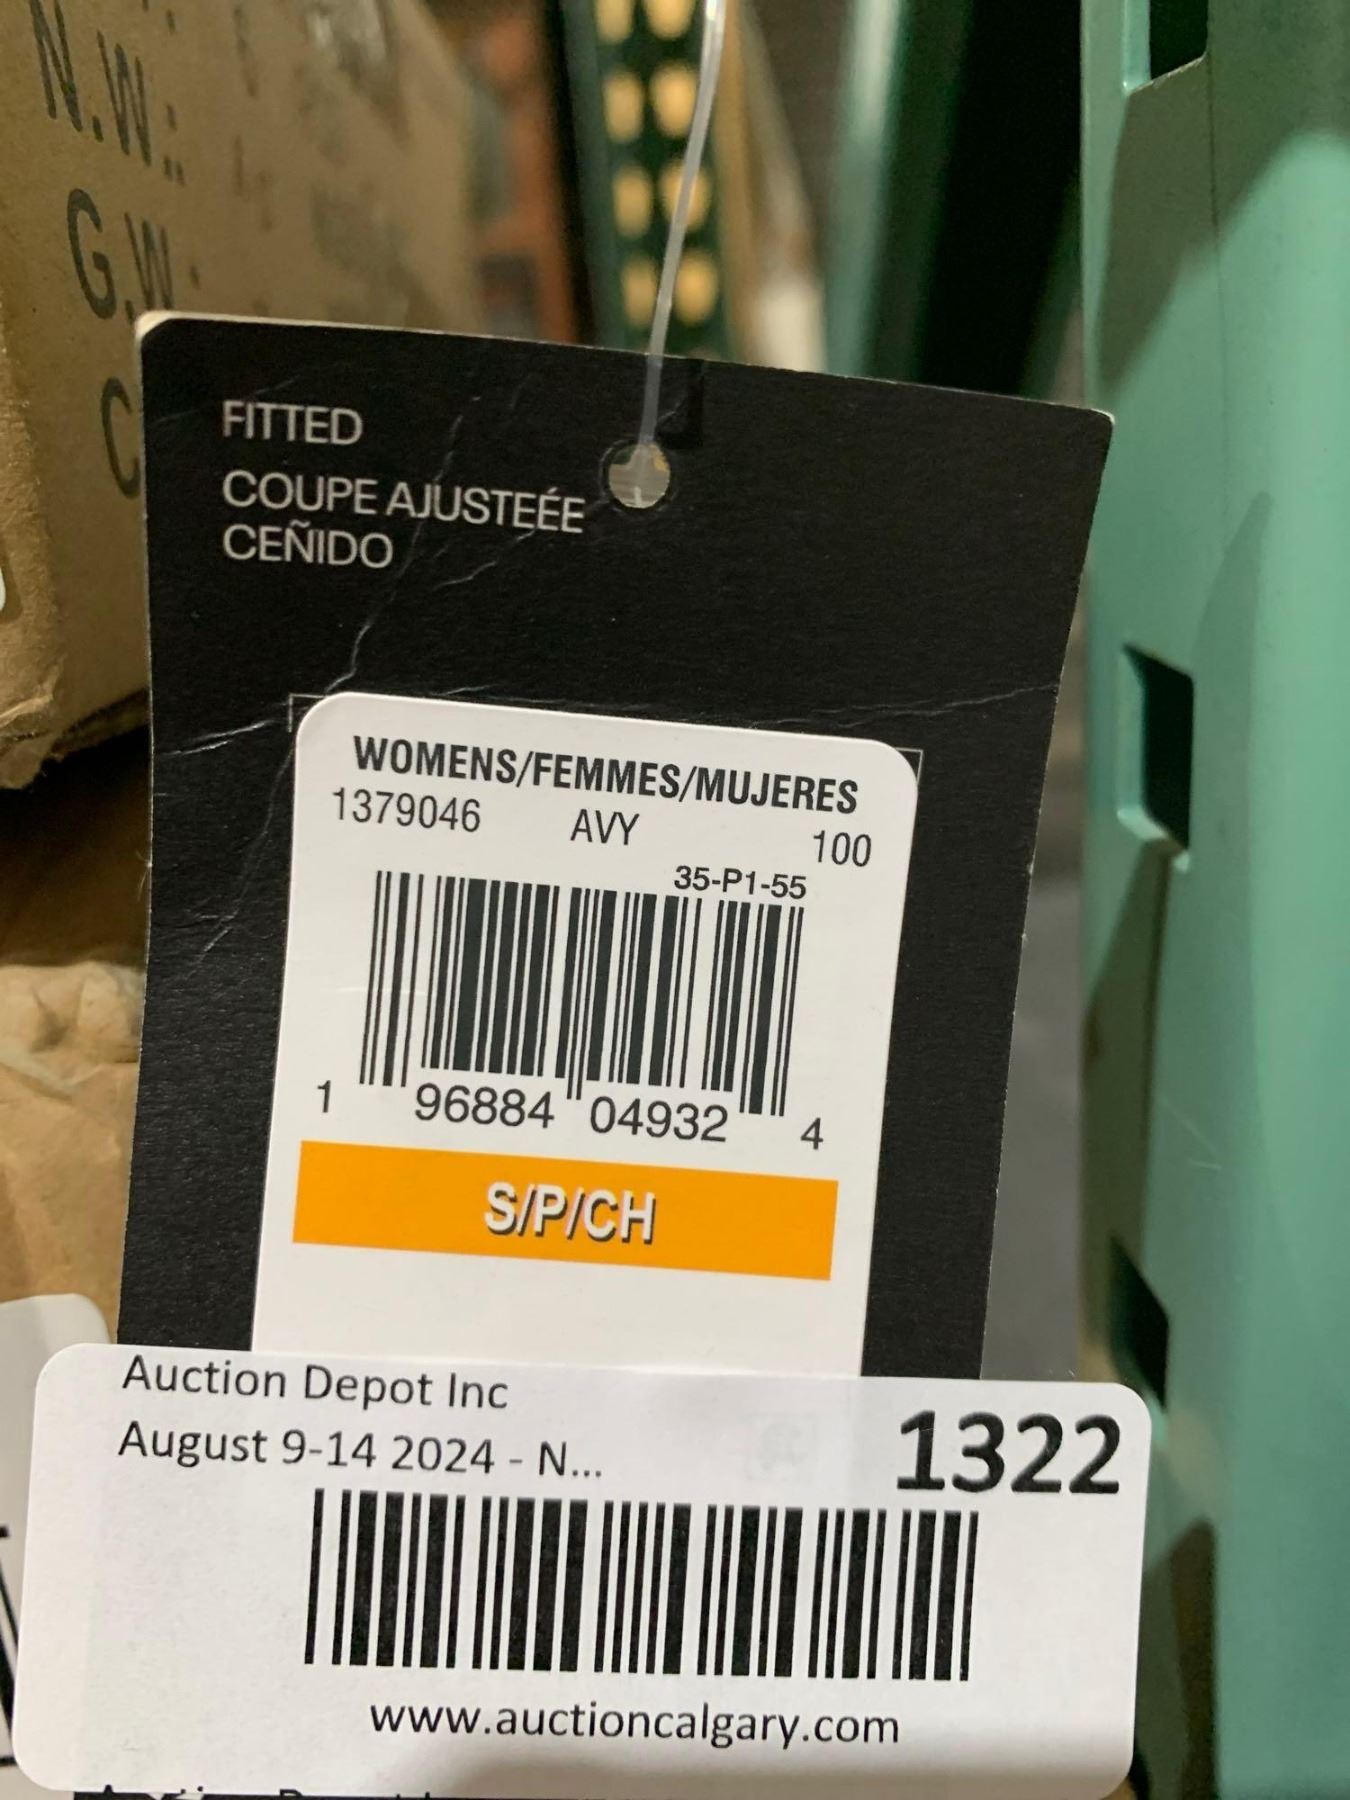 N.W.:
G.W.:
C
FITTED
COUPE AJUSTEÉE
CEÑIDO
WOMENS/FEMMES/MUJERES
1379046 AVY 100
35-P1-55
1 96884 04932 4
S/P/CH
Auction Depot Inc
August 9-14 2024 - N...
1322
www.auctioncalgary.com